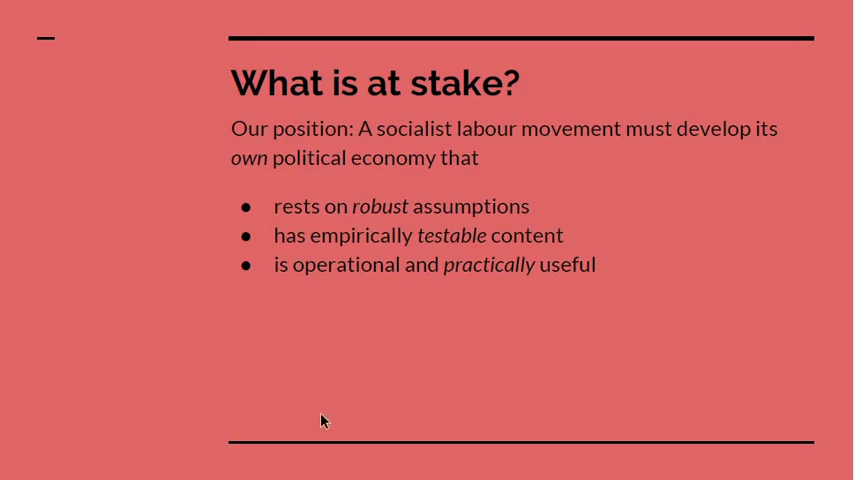 What is at stake?
Our position: A socialist labour movement must develop its
own political economy that
● rests on robust assumptions
● has empirically testable content
● is operational and practically useful